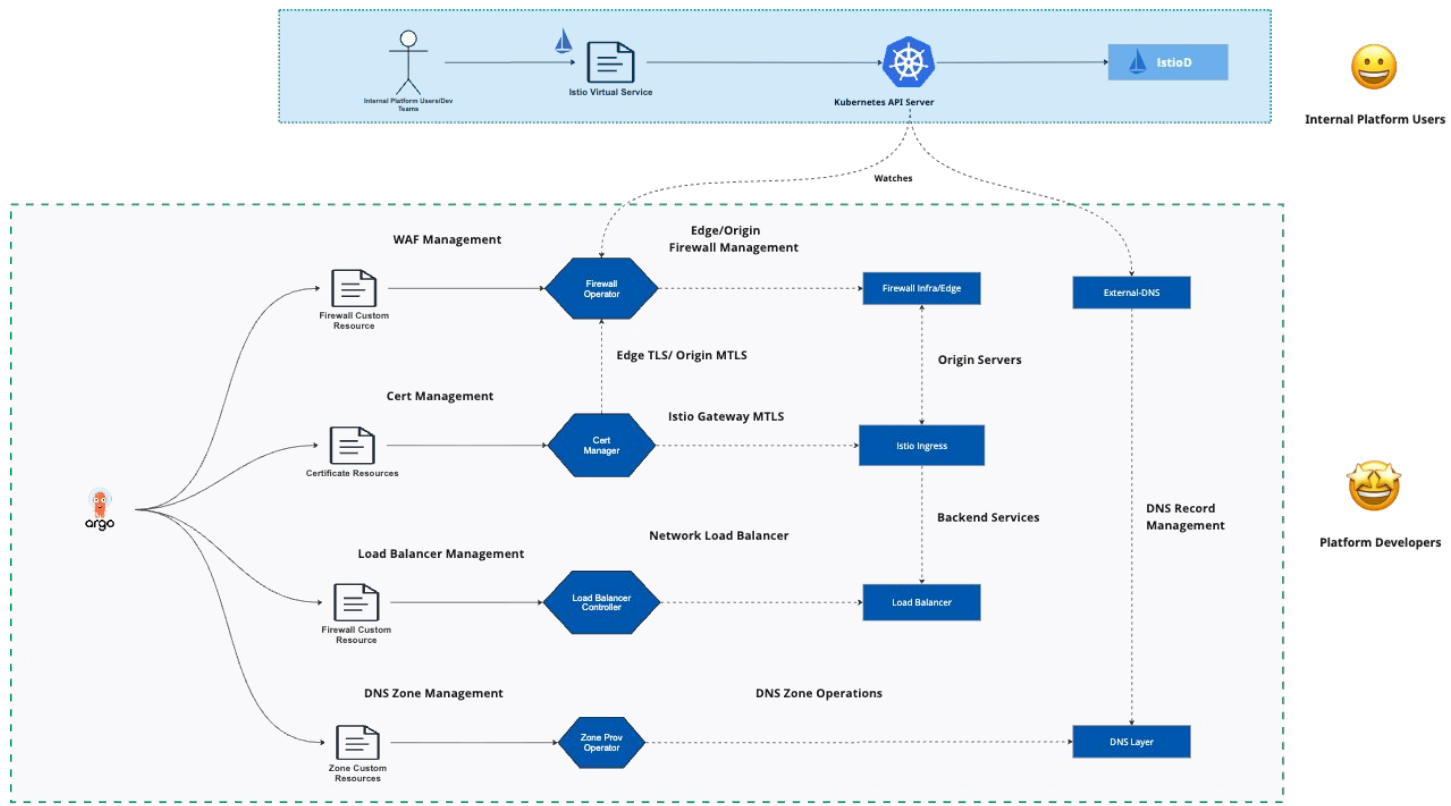 Internal Platform Users/Dev
Teams
Istio Virtual Service
Kubernetes API Server
IstioD
Internal Platform Users
Watches
WAF Management
Edge/Origin
Firewall Management
Firewall Custom
Resource
Firewall
Operator
Firewall Infra/Edge
External-DNS
Edge TLS/ Origin MTLS
Origin Servers
Cert Management
Istio Gateway MTLS
Certificate Resources
Cert
Manager
Istio Ingress
argo
Backend Services
DNS Record
Management
Platform Developers
Load Balancer Management
Network Load Balancer
Firewall Custom
Resource
Load Balancer
Controller
Load Balancer
DNS Zone Management
DNS Zone Operations
Zone Custom
Resources
Zone Prov
Operator
DNS Layer